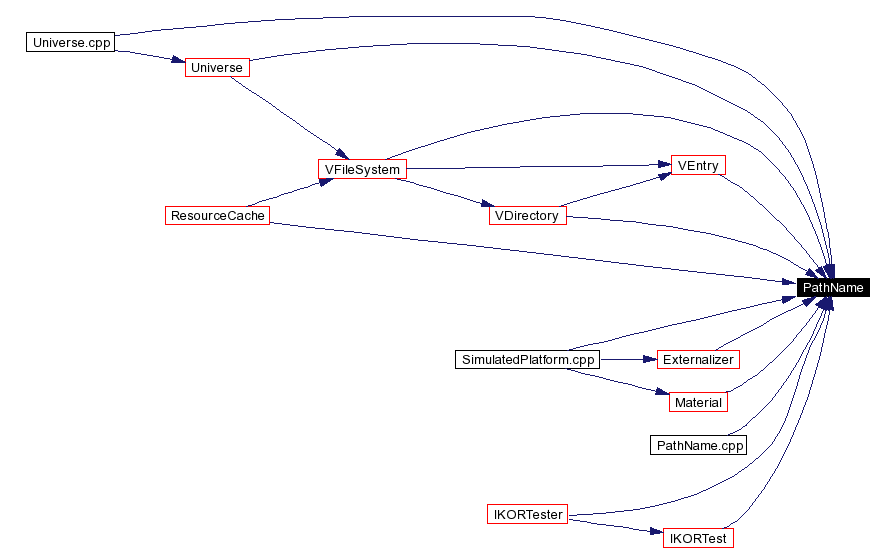 Universe.cpp
Universe
VEntry
VFileSystem
ResourceCache
VDirectory
PathName
SimulatedPlatform.cpp
Externalizer
Material
PathName.cpp
IKORTester
IKORTest